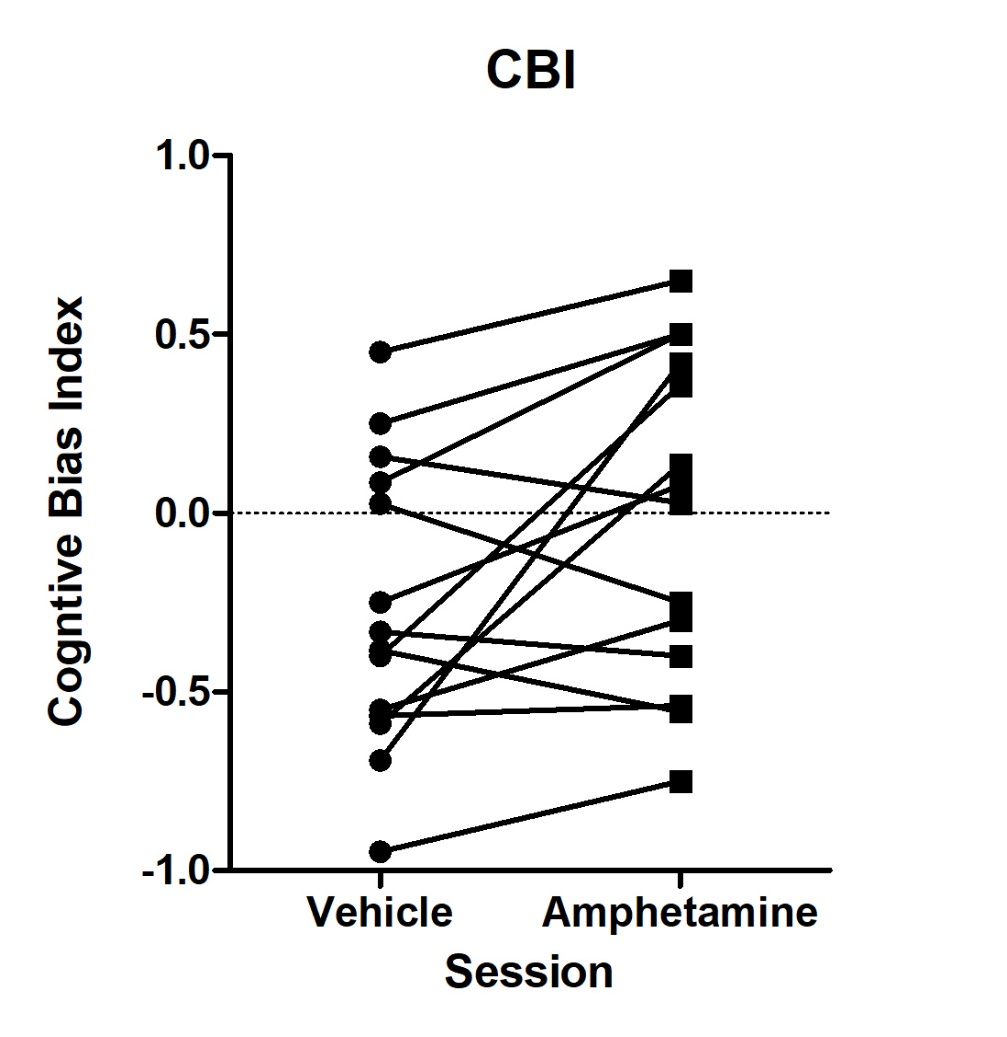 CBI
1.0
0.5
0.0
-0.5
-1.0
Cogntive Bias Index
Vehicle Amphetamine
Session